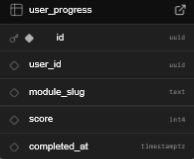 user_progress
id uuid
user_id uuid
module_slug text
score int4
completed_at timestamptz